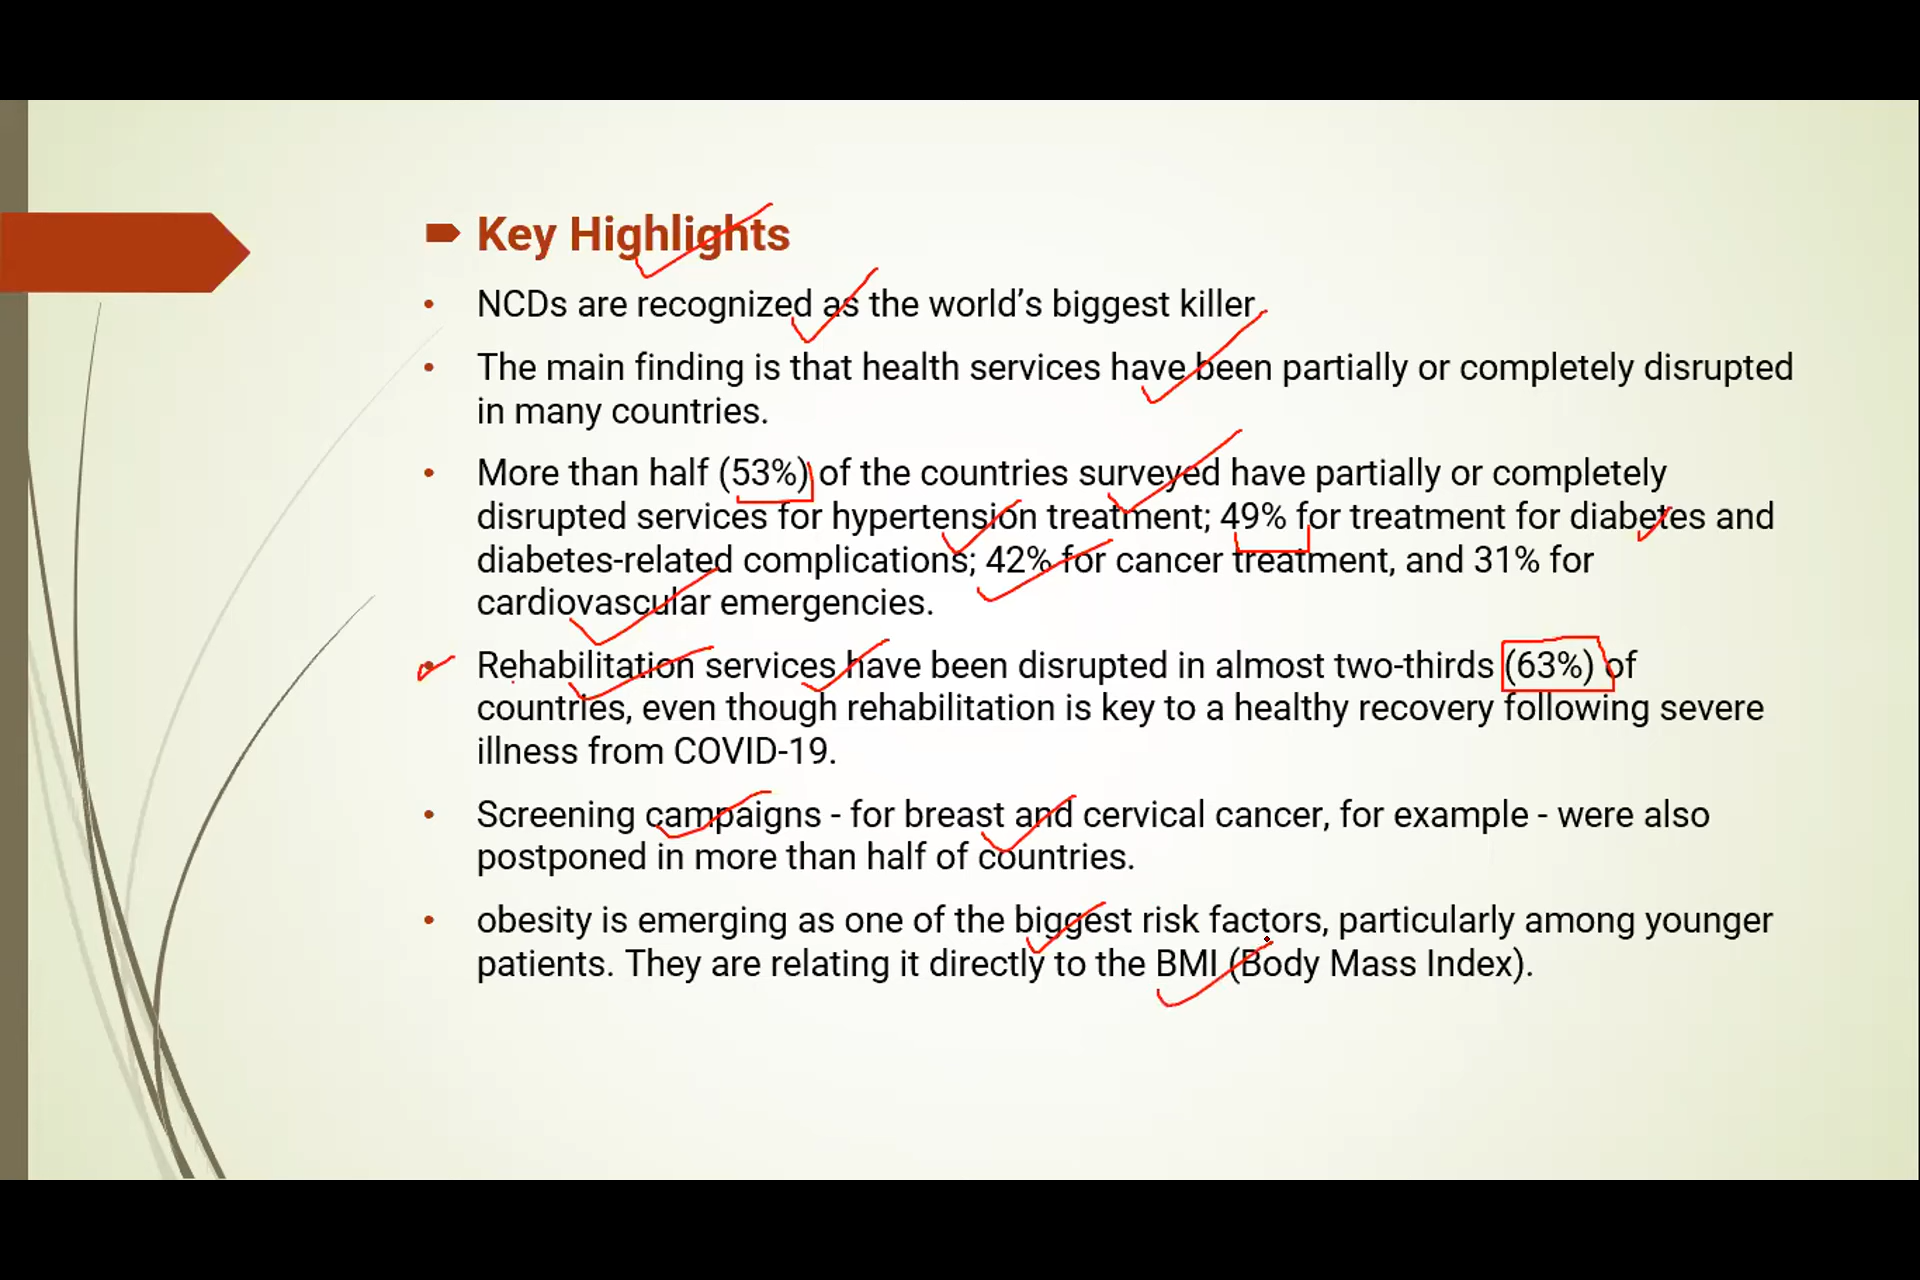 Key Highlights
• NCDs are recognized as the world’s biggest killer.
• The main finding is that health services have been partially or completely disrupted
in many countries.
• More than half (53%) of the countries surveyed have partially or completely
disrupted services for hypertension treatment; 49% for treatment for diabetes and
diabetes-related complications; 42% for cancer treatment, and 31% for
cardiovascular emergencies.
• Rehabilitation services have been disrupted in almost two-thirds (63%) of
countries, even though rehabilitation is key to a healthy recovery following severe
illness from COVID-19.
• Screening campaigns - for breast and cervical cancer, for example - were also
postponed in more than half of countries.
• obesity is emerging as one of the biggest risk factors, particularly among younger
patients. They are relating it directly to the BMI (Body Mass Index).